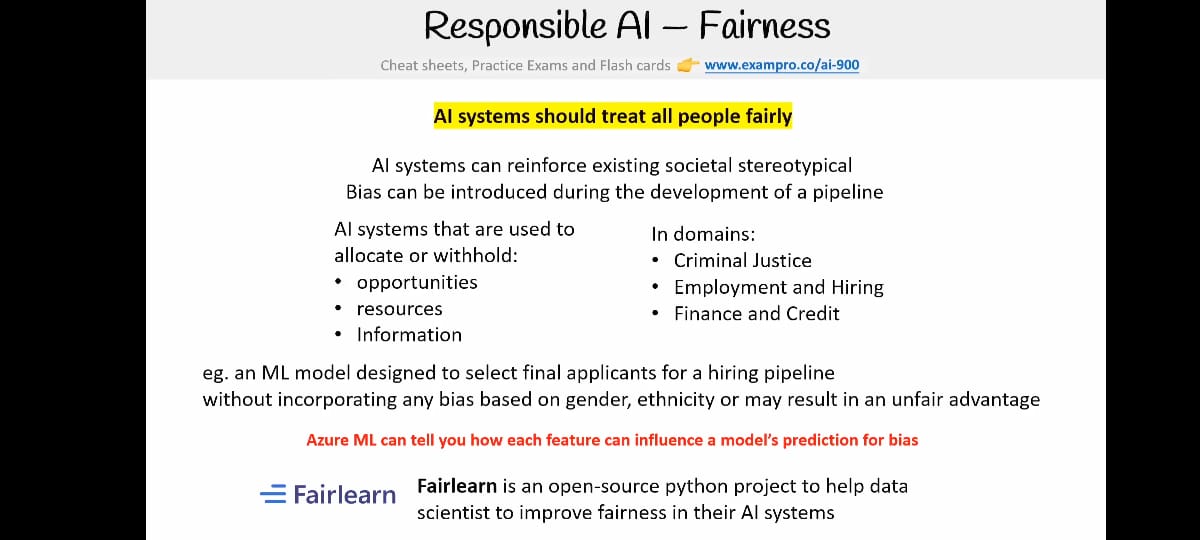 Responsible AI – Fairness
Cheat sheets, Practice Exams and Flash cards 👉 www.exampro.co/ai-900
AI systems should treat all people fairly
AI systems can reinforce existing societal stereotypical
Bias can be introduced during the development of a pipeline
AI systems that are used to
allocate or withhold:
• opportunities
• resources
• Information
In domains:
• Criminal Justice
• Employment and Hiring
• Finance and Credit
eg. an ML model designed to select final applicants for a hiring pipeline
without incorporating any bias based on gender, ethnicity or may result in an unfair advantage
Azure ML can tell you how each feature can influence a model's prediction for bias
Fairlearn
Fairlearn is an open-source python project to help data
scientist to improve fairness in their AI systems